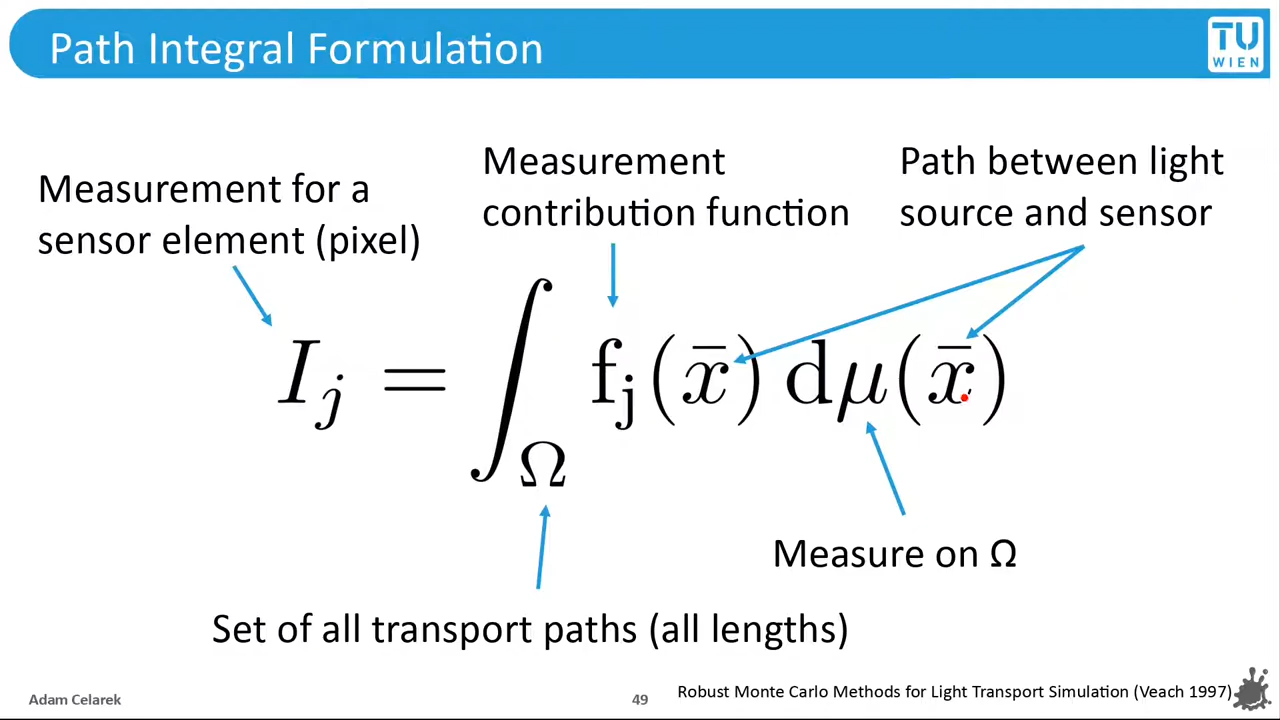 Path Integral Formulation
TU
WIEN
Measurement for a
sensor element (pixel)
Measurement
contribution function
Path between light
source and sensor
I_j = ∫_Ω f_j(x̄) dμ(x̄)
Measure on Ω
Set of all transport paths (all lengths)
Adam Celarek
49
Robust Monte Carlo Methods for Light Transport Simulation (Veach 1997)